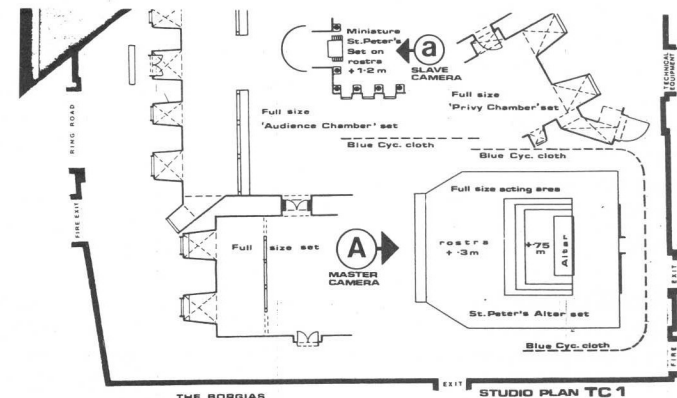 Miniature
St. Peter's
Set on
rostra
+1·2 m
a
SLAVE
CAMERA
TECHNICAL
EQUIPMENT
Full size
'Privy Chamber' set
Full size
'Audience Chamber' set
RING ROAD
Blue Cyc. cloth
Blue Cyc. cloth
Full size acting area
FIRE EXIT
Full size set
A
MASTER
CAMERA
rostra
+ ·3m
+·75
m
Altar
EXIT
St. Peter's Alter set
Blue Cyc. cloth
FIRE
EXIT
THE BORGIAS
STUDIO PLAN TC 1